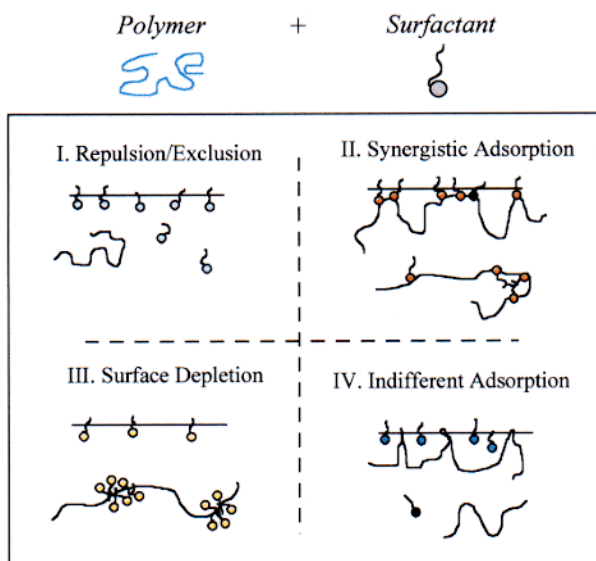 Polymer + Surfactant
I. Repulsion/Exclusion
II. Synergistic Adsorption
III. Surface Depletion
IV. Indifferent Adsorption